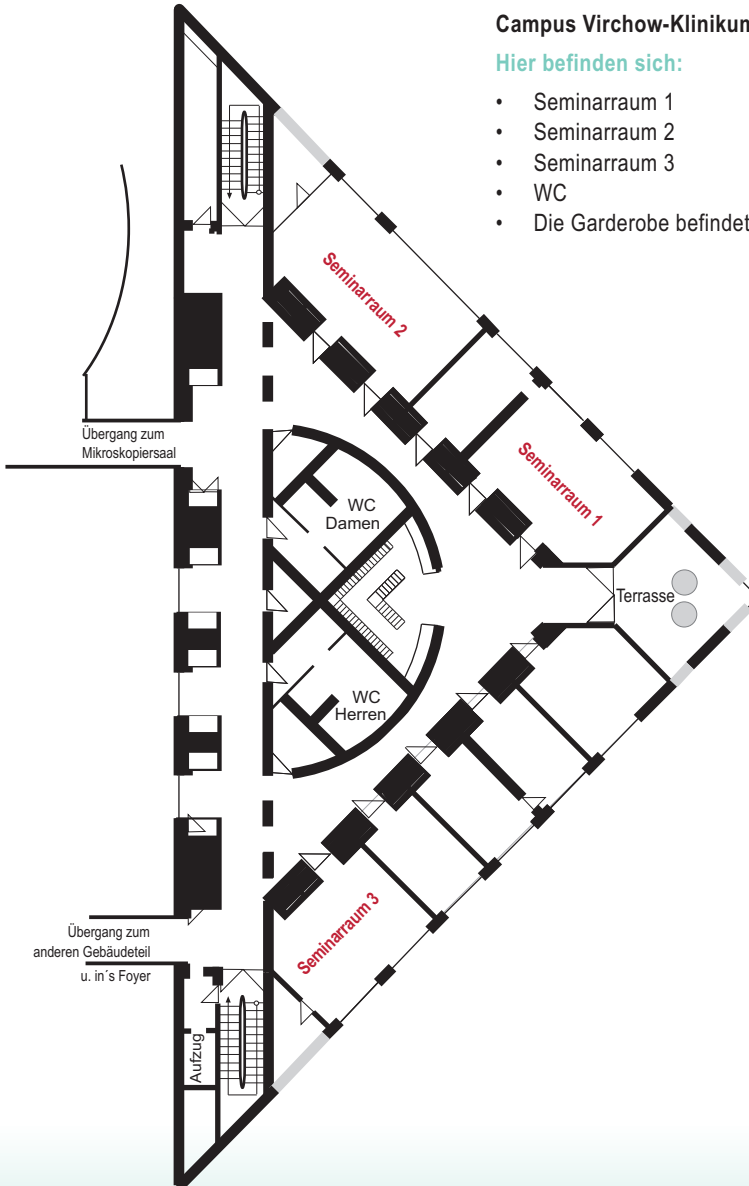 Campus Virchow-Klinikum
Hier befinden sich:
• Seminarraum 1
• Seminarraum 2
• Seminarraum 3
• WC
• Die Garderobe befindet
Seminarraum 2
Übergang zum
Mikroskopiersaal
Seminarraum 1
WC
Damen
Terrasse
WC
Herren
Seminarraum 3
Übergang zum
anderen Gebäudeteil
u. in´s Foyer
Aufzug